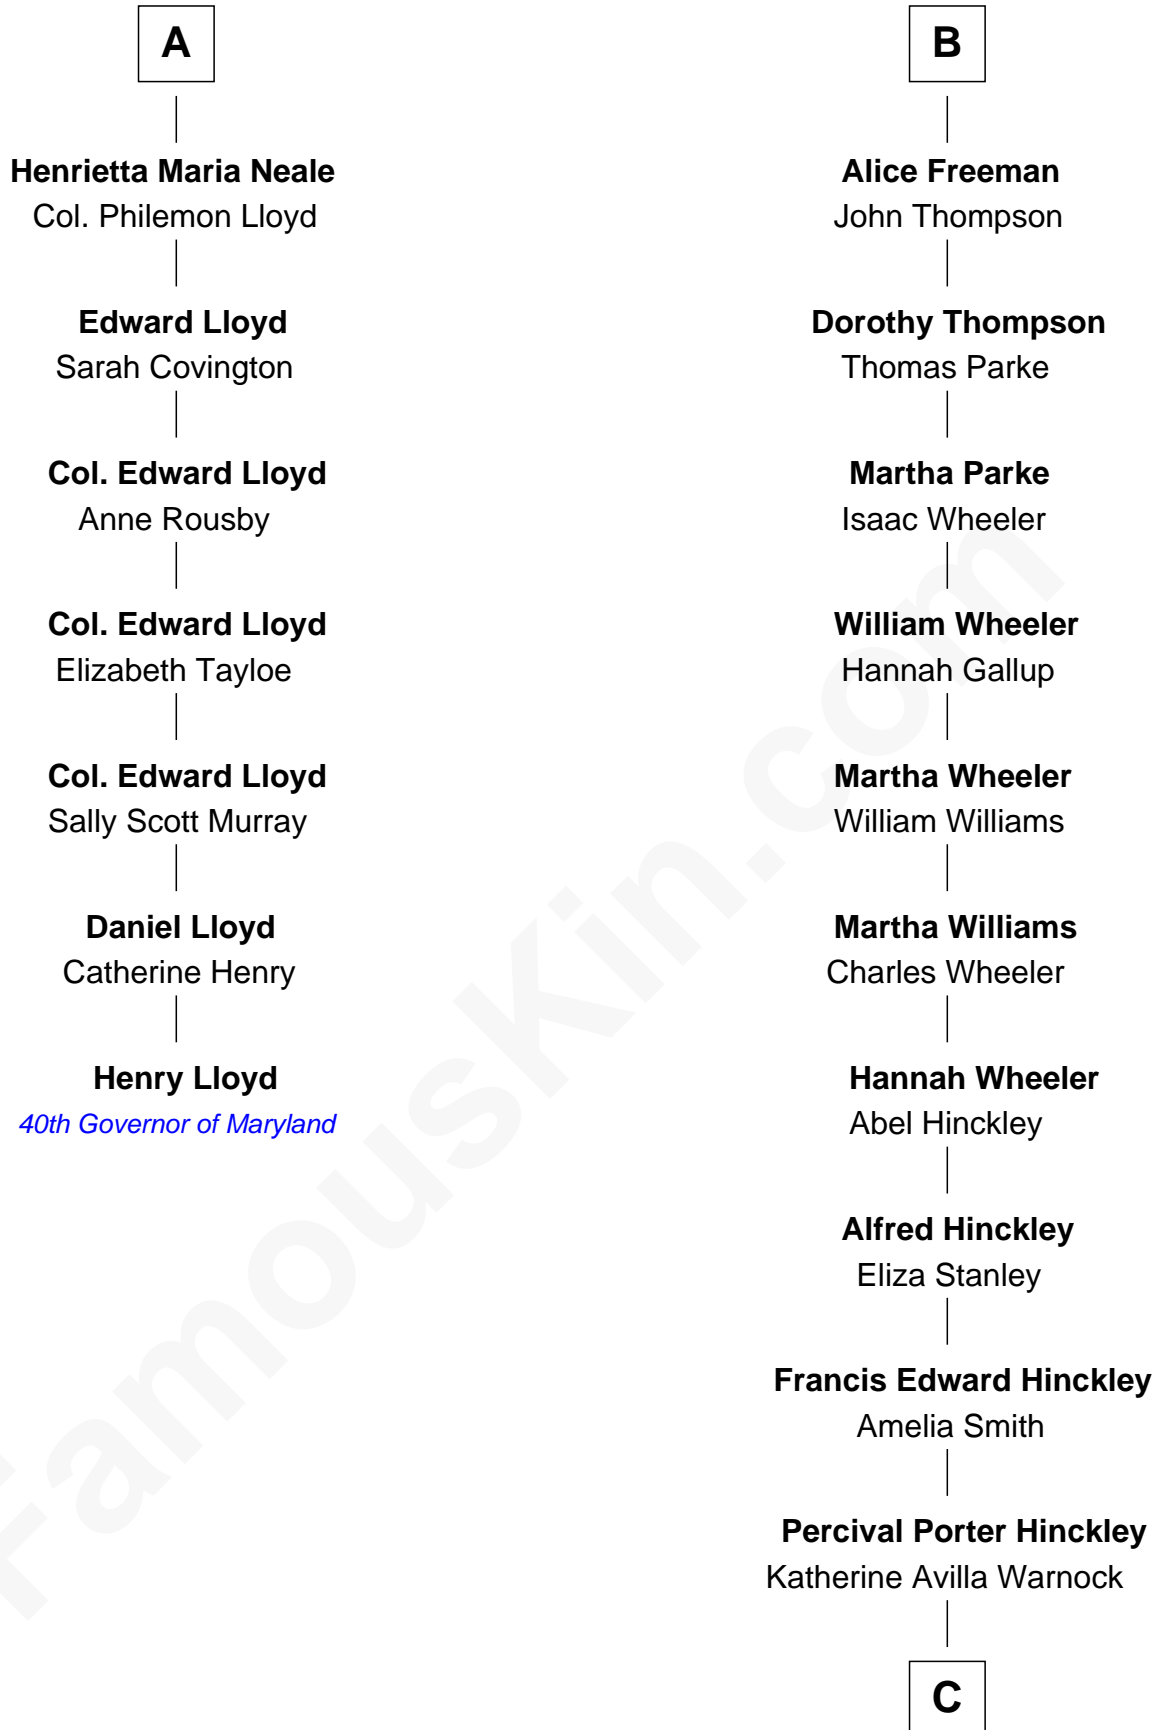 A
Henrietta Maria Neale
Col. Philemon Lloyd
Edward Lloyd
Sarah Covington
Col. Edward Lloyd
Anne Rousby
Col. Edward Lloyd
Elizabeth Tayloe
Col. Edward Lloyd
Sally Scott Murray
Daniel Lloyd
Catherine Henry
Henry Lloyd
40th Governor of Maryland
B
Alice Freeman
John Thompson
Dorothy Thompson
Thomas Parke
Martha Parke
Isaac Wheeler
William Wheeler
Hannah Gallup
Martha Wheeler
William Williams
Martha Williams
Charles Wheeler
Hannah Wheeler
Abel Hinckley
Alfred Hinckley
Eliza Stanley
Francis Edward Hinckley
Amelia Smith
Percival Porter Hinckley
Katherine Avilla Warnock
C
FamousKin.com